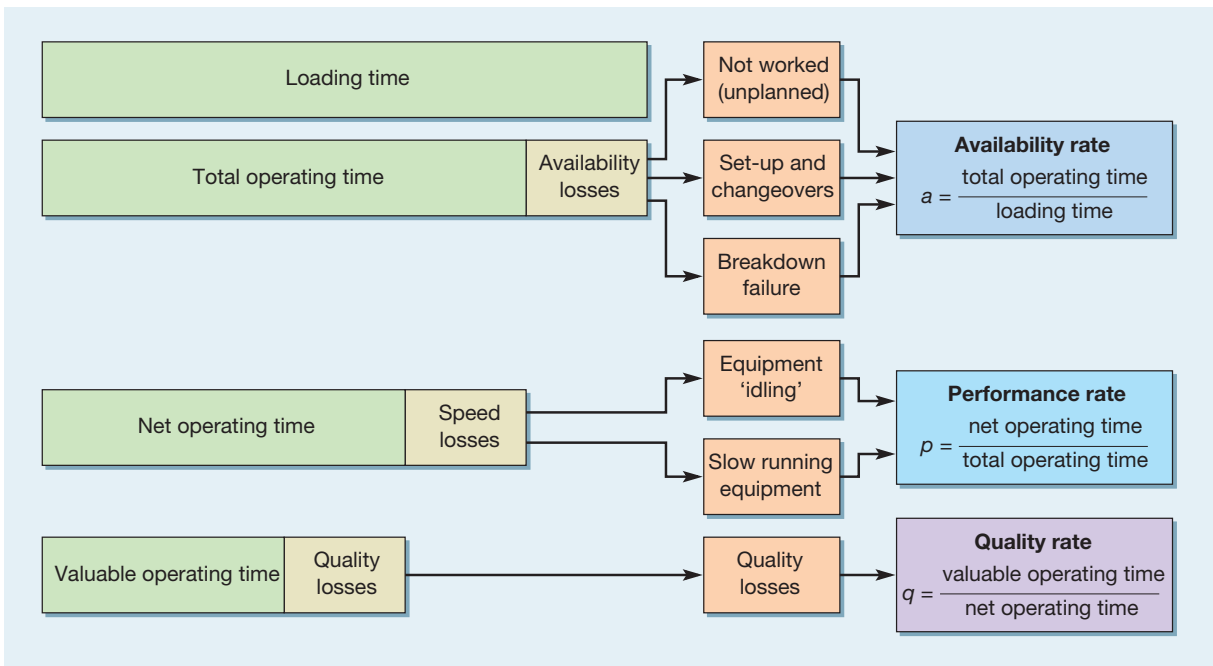 Loading time
Not worked
(unplanned)
Total operating time
Availability
losses
Set-up and
changeovers
Breakdown
failure
Availability rate
a = total operating time
loading time
Net operating time
Speed
losses
Equipment
‘idling’
Slow running
equipment
Performance rate
p = net operating time
total operating time
Valuable operating time
Quality
losses
Quality
losses
Quality rate
q = valuable operating time
net operating time